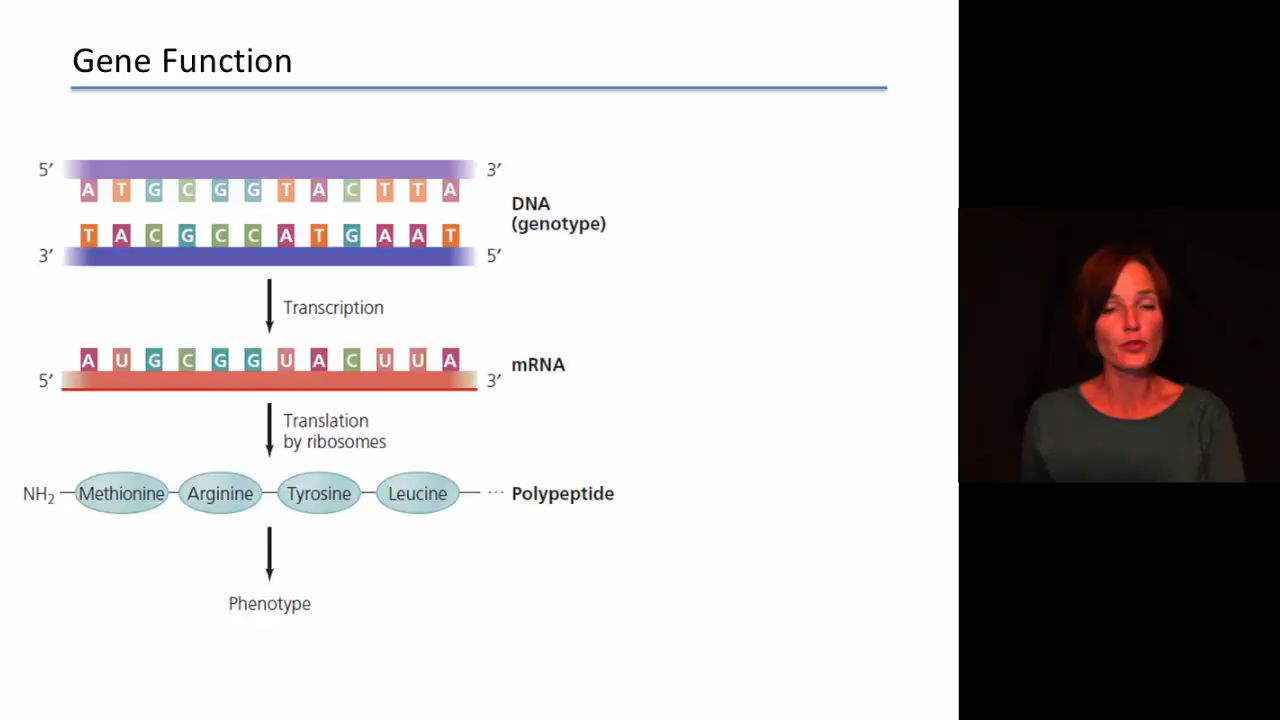 Gene Function
5′ 3′
A T G C G G T A C T T A
DNA
(genotype)
T A C G C C A T G A A T
3′ 5′
Transcription
A U G C G G U A C U U A
mRNA
5′ 3′
Translation
by ribosomes
NH₂ Methionine Arginine Tyrosine Leucine ··· Polypeptide
Phenotype